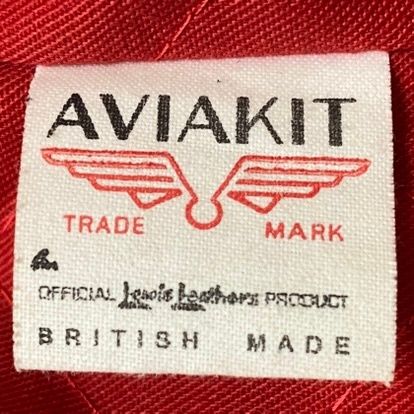 AVIAKIT
TRADE MARK
OFFICIAL Lewis Leathers PRODUCT
BRITISH MADE